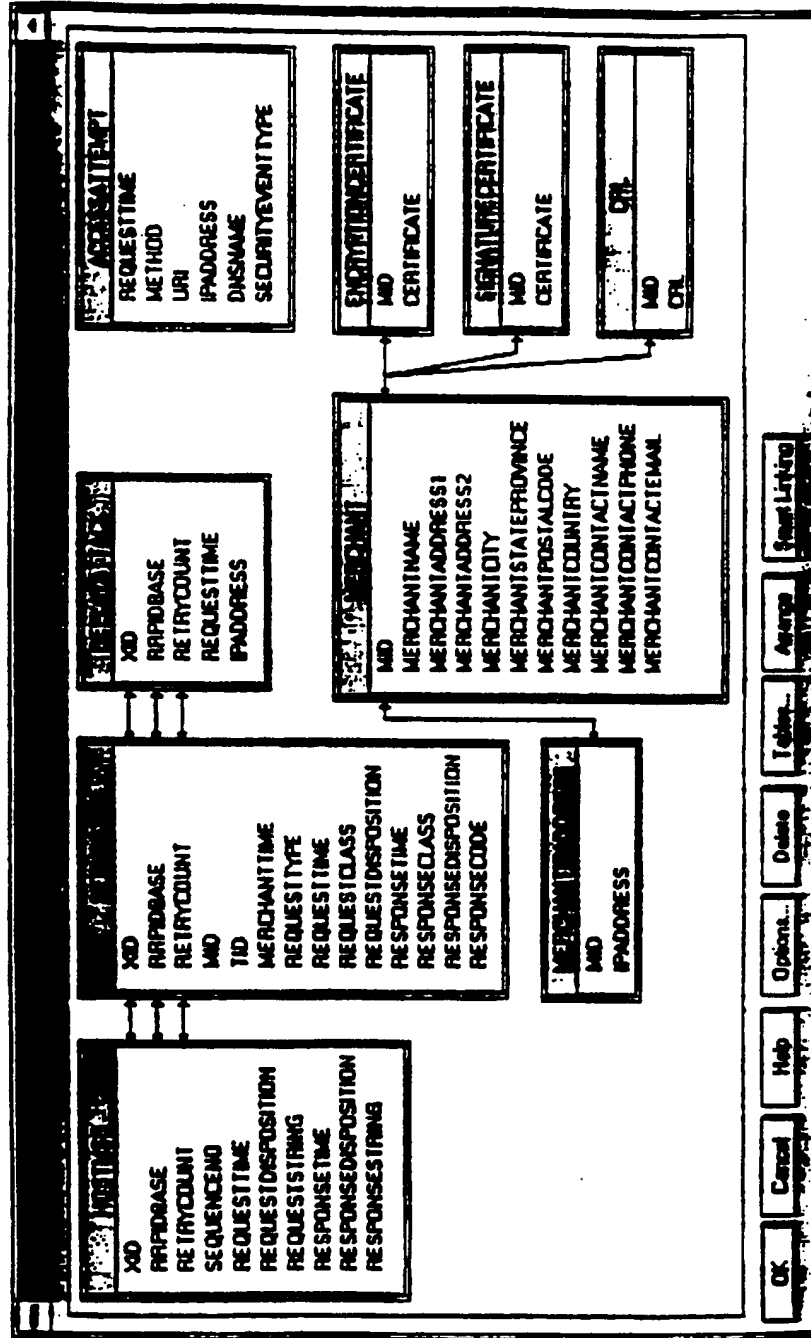 XID
RRPIDBASE
RETRYCOUNT
SEQUENCENO
REQUESTTIME
REQUESTDISPOSITION
REQUESTSTRING
RESPONSETIME
RESPONSEDISPOSITION
RESPONSESTRING
XID
RRPIDBASE
RETRYCOUNT
MID
TID
MERCHANTTIME
REQUESTTYPE
REQUESTTIME
REQUESTCLASS
REQUESTDISPOSITION
RESPONSETIME
RESPONSECLASS
RESPONSEDISPOSITION
RESPONSECODE
XID
RRPIDBASE
RETRYCOUNT
REQUESTTIME
IPADDRESS
ACCESSATTEMPT
REQUESTTIME
METHOD
URI
IPADDRESS
DNSNAME
SECURITYEVENTTYPE
MID
IPADDRESS
MERCHANT
MID
MERCHANTNAME
MERCHANTADDRESS1
MERCHANTADDRESS2
MERCHANTCITY
MERCHANTSTATEPROVINCE
MERCHANTPOSTALCODE
MERCHANTCOUNTRY
MERCHANTCONTACTNAME
MERCHANTCONTACTPHONE
MERCHANTCONTACTEMAIL
ENCRYPTIONCERTIFICATE
MID
CERTIFICATE
SIGNATURECERTIFICATE
MID
CERTIFICATE
CRL
MID
CRL
OK
Cancel
Help
Options...
Delete
Tables...
Arrange
Smart Linking